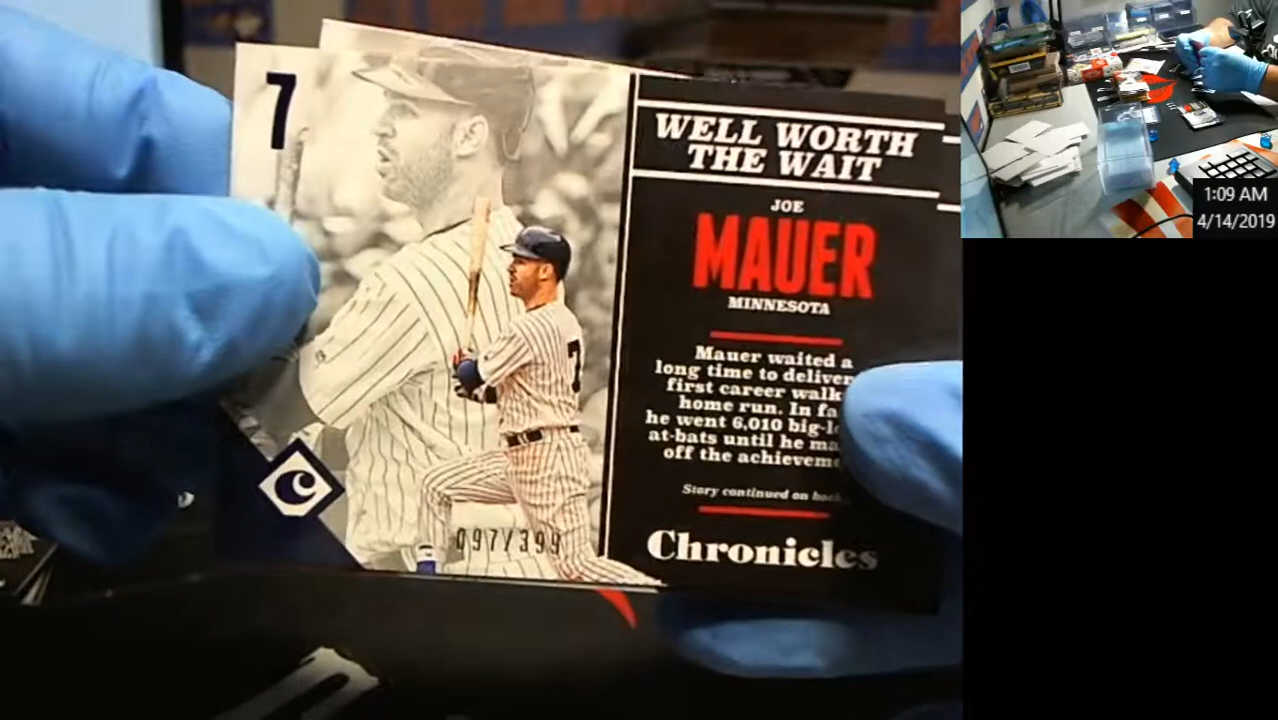 7
WELL WORTH
THE WAIT
JOE
MAUER
MINNESOTA
Mauer waited a
long time to deliver
first career walk
home run. In fa
he went 6,010 big-l
at-bats until he ma
off the achievem
Story continued on back
Chronicles
C
7
097/399
1:09 AM
4/14/2019